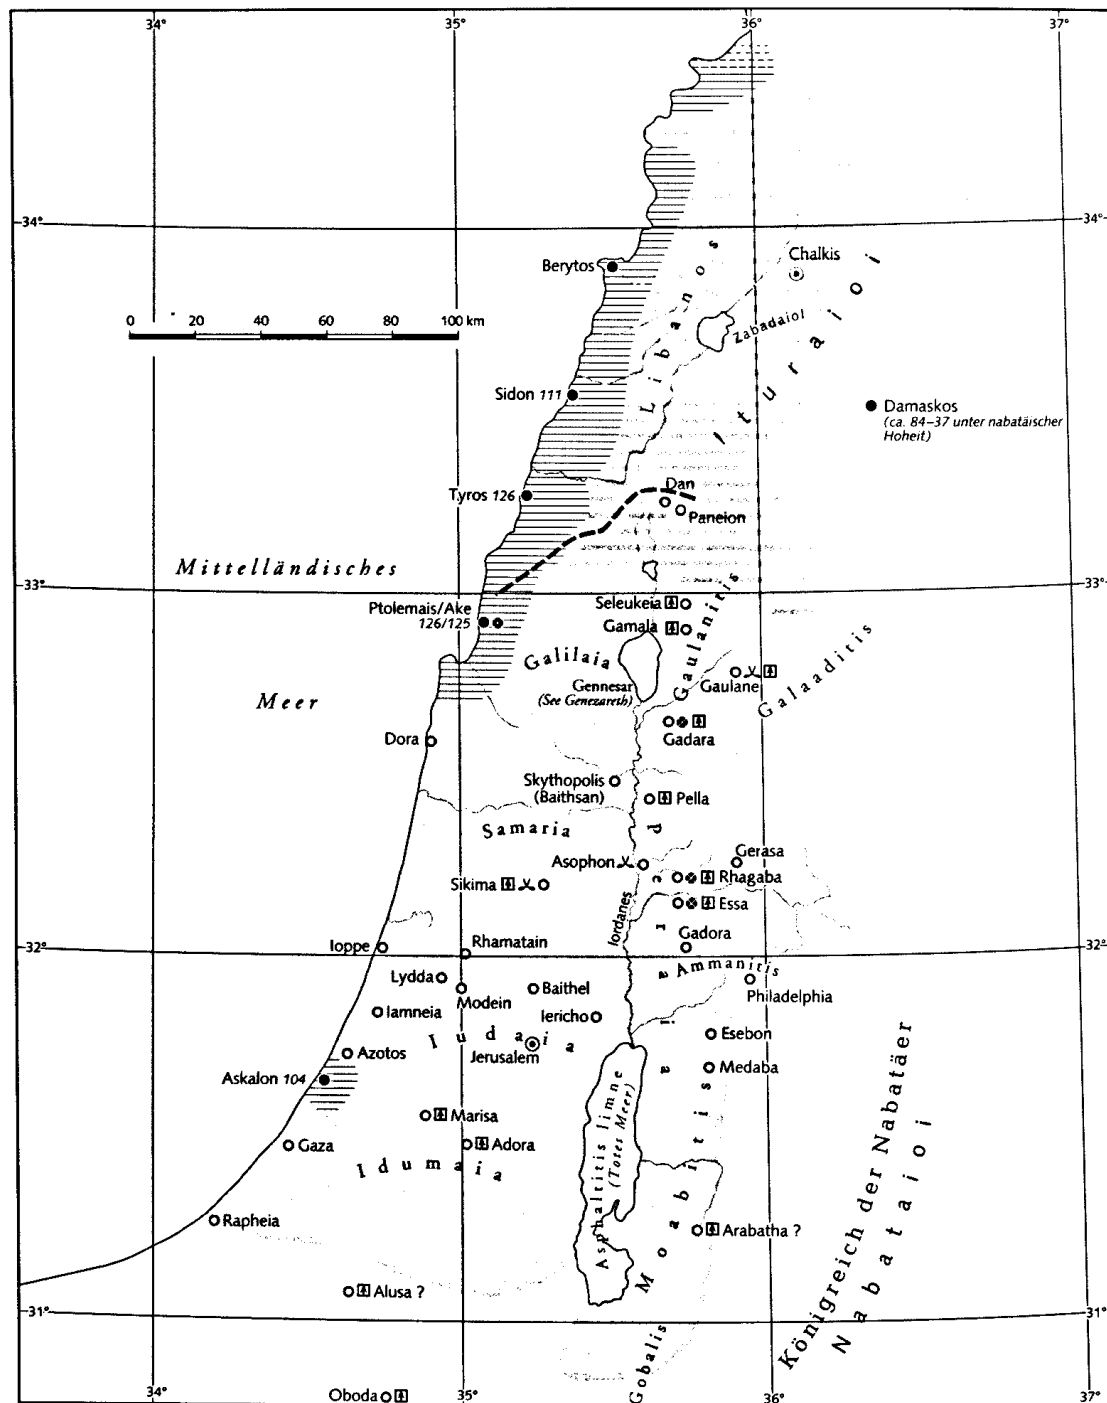 34°
35°
36°
37°
34°
34°
Berytos
Chalkis
0 20 40 60 80 100 km
Libanos
Zabadaioi
Ituraioi
Sidon 111
Damaskos
(ca. 84–37 unter nabatäischer
Hoheit)
Tyros 126
Dan
Paneion
Mittelländisches
Meer
33°
33°
Ptolemais/Ake
126/125
Seleukeia
Gamala
Galilaia
Gaulanitis
Gennesar
(See Genezareth)
Gaulane
Galaaditis
Gadara
Dora
Skythopolis
(Baithsan)
Pella
Samaria
Peraia
Asophon
Gerasa
Sikima
Rhagaba
Essa
Iordanes
Gadora
32°
32°
Ioppe
Rhamatain
Ammanitis
Lydda
Modein
Baithel
Philadelphia
Iamneia
Iericho
Iudaia
Esebon
Azotos
Jerusalem
Medaba
Askalon 104
Asphaltitis limne
(Totes Meer)
Marisa
Gaza
Adora
Idumaia
Moabitis
Königreich der Nabatäer
Nabataioi
Rapheia
Arabatha ?
Alusa ?
31°
31°
Gobalis
Oboda
34°
35°
36°
37°